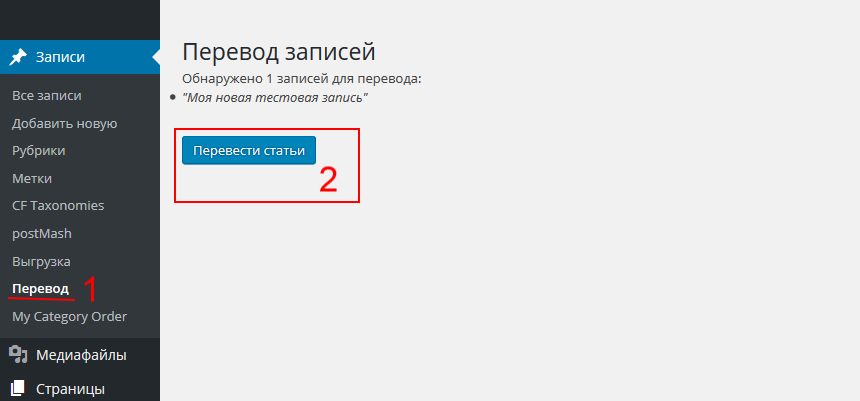 Записи
Все записи
Добавить новую
Рубрики
Метки
CF Taxonomies
postMash
Выгрузка
Перевод 1
My Category Order
Медиафайлы
Страницы
Перевод записей
Обнаружено 1 записей для перевода:
"Моя новая тестовая запись"
Перевести статьи
2